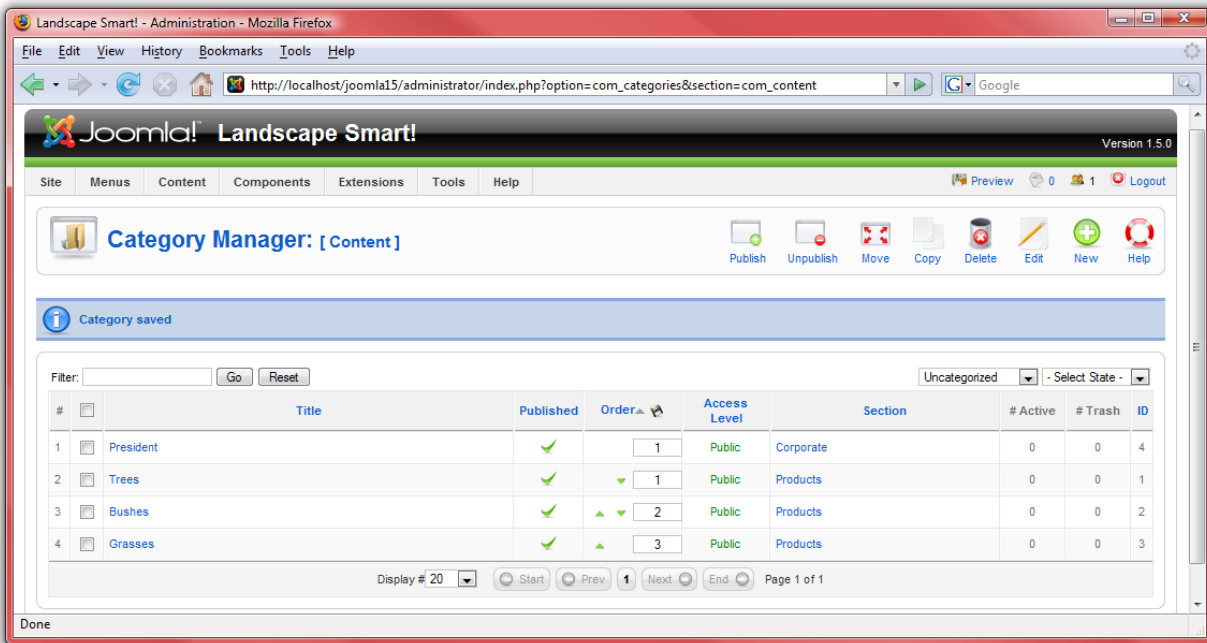 Landscape Smart! - Administration - Mozilla Firefox
File Edit View History Bookmarks Tools Help
http://localhost/joomla15/administrator/index.php?option=com_categories&section=com_content G Google
Joomla!™ Landscape Smart!
Version 1.5.0
Site Menus Content Components Extensions Tools Help Preview 0 1 Logout
Category Manager: [ Content ]
Publish Unpublish Move Copy Delete Edit New Help
Category saved
Filter: Go Reset Uncategorized - Select State -
# Title Published Order Access Level Section # Active # Trash ID
1 President 1 Public Corporate 0 0 4
2 Trees 1 Public Products 0 0 1
3 Bushes 2 Public Products 0 0 2
4 Grasses 3 Public Products 0 0 3
Display # 20 Start Prev 1 Next End Page 1 of 1
Done